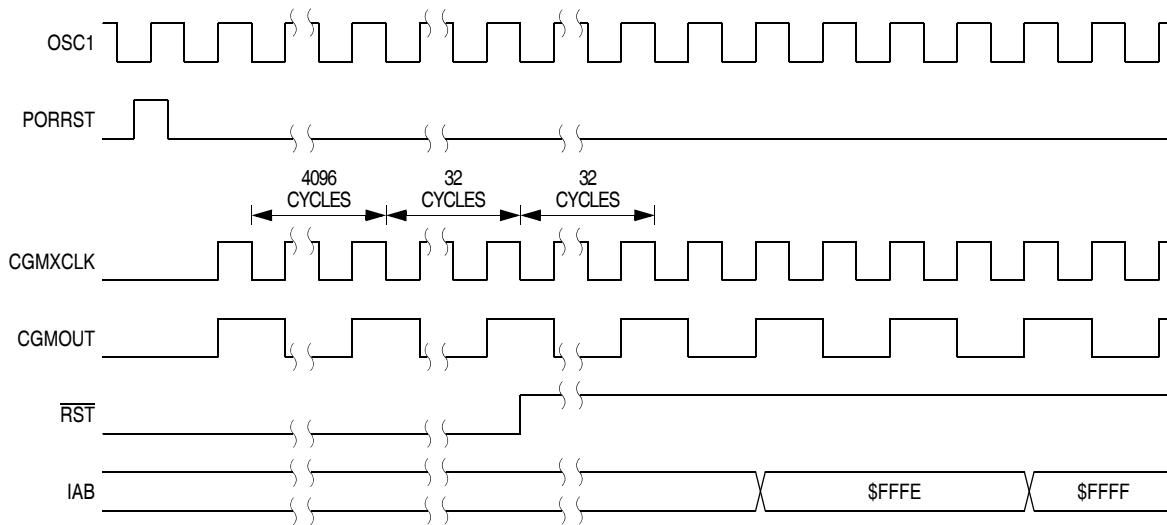 OSC1
PORRST
4096
CYCLES
32
CYCLES
32
CYCLES
CGMXCLK
CGMOUT
RST
IAB
$FFFE
$FFFF